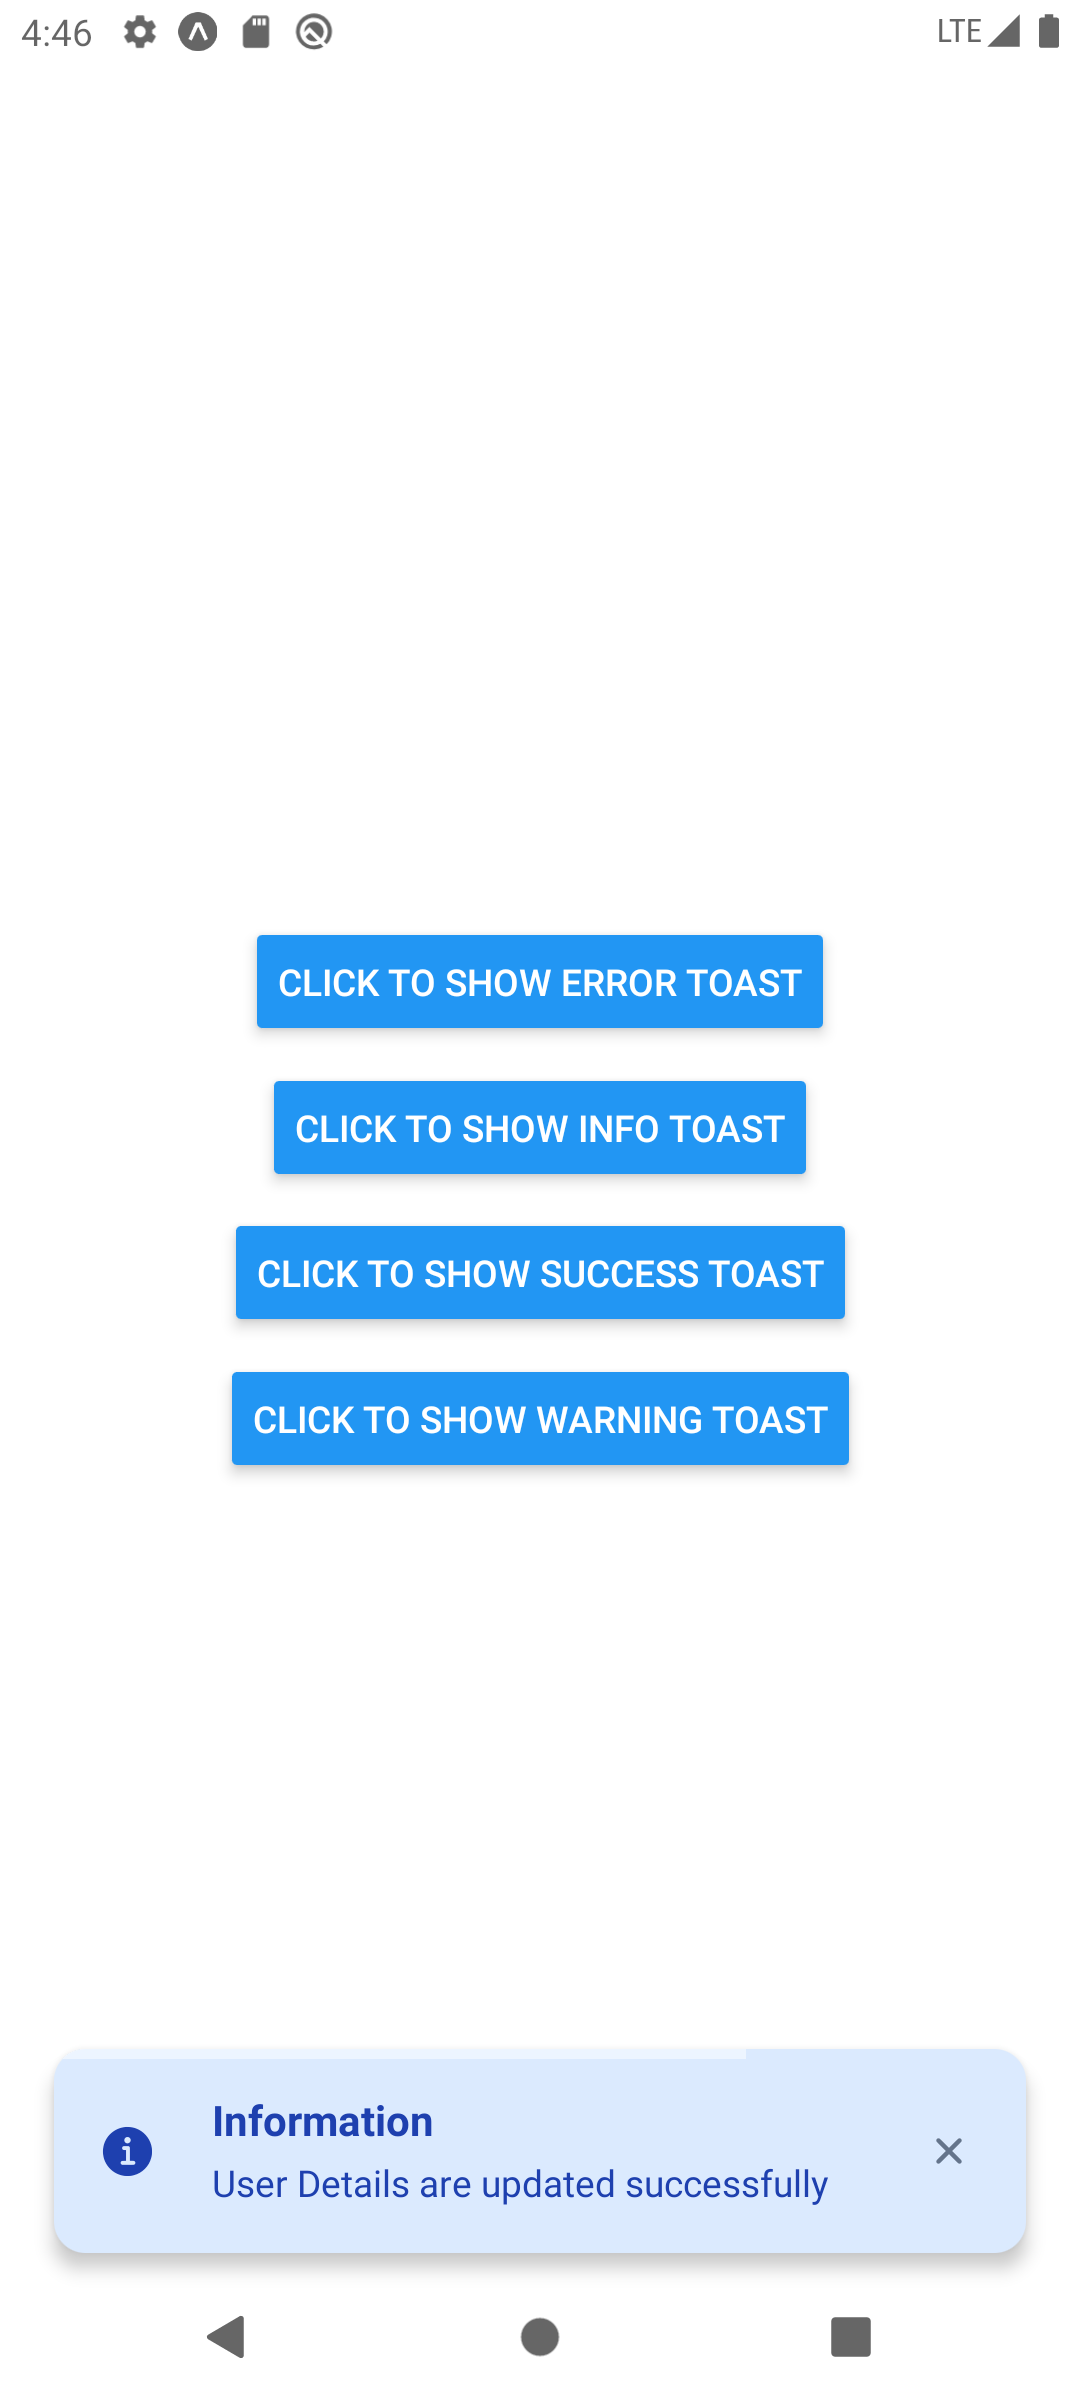 4:46
LTE
CLICK TO SHOW ERROR TOAST
CLICK TO SHOW INFO TOAST
CLICK TO SHOW SUCCESS TOAST
CLICK TO SHOW WARNING TOAST
Information
User Details are updated successfully